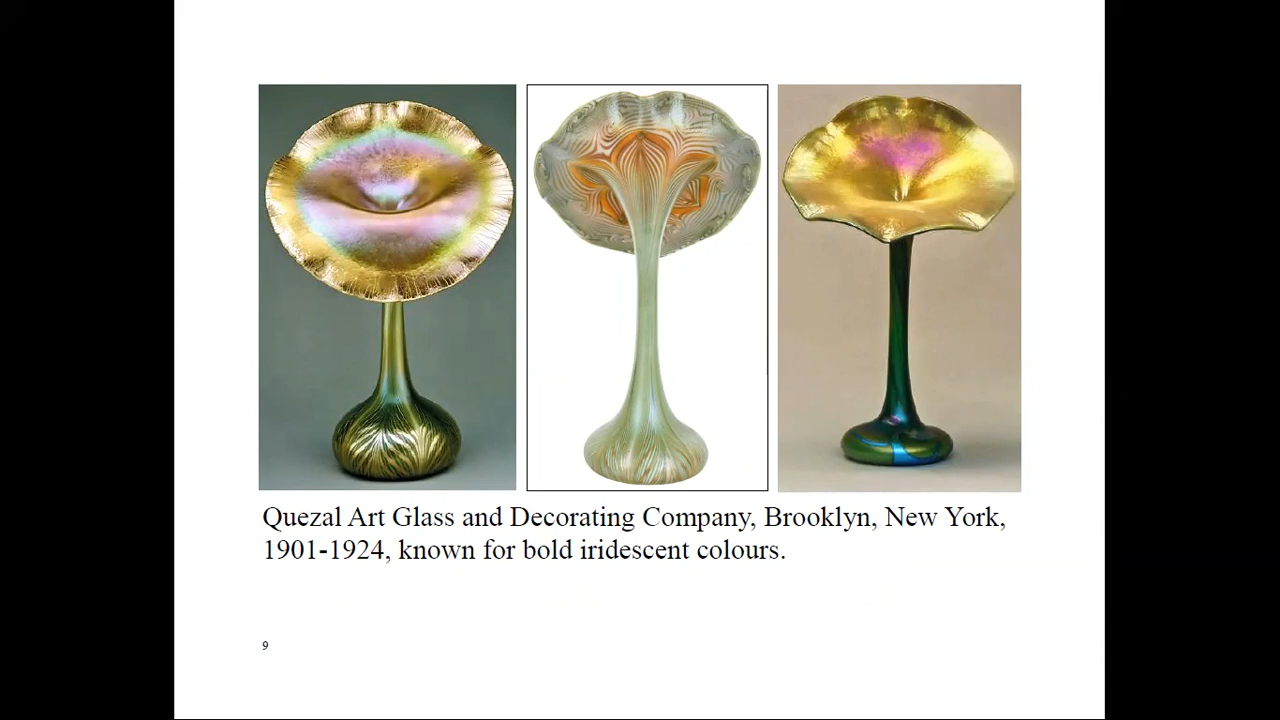 Quezal Art Glass and Decorating Company, Brooklyn, New York,
1901-1924, known for bold iridescent colours.
9